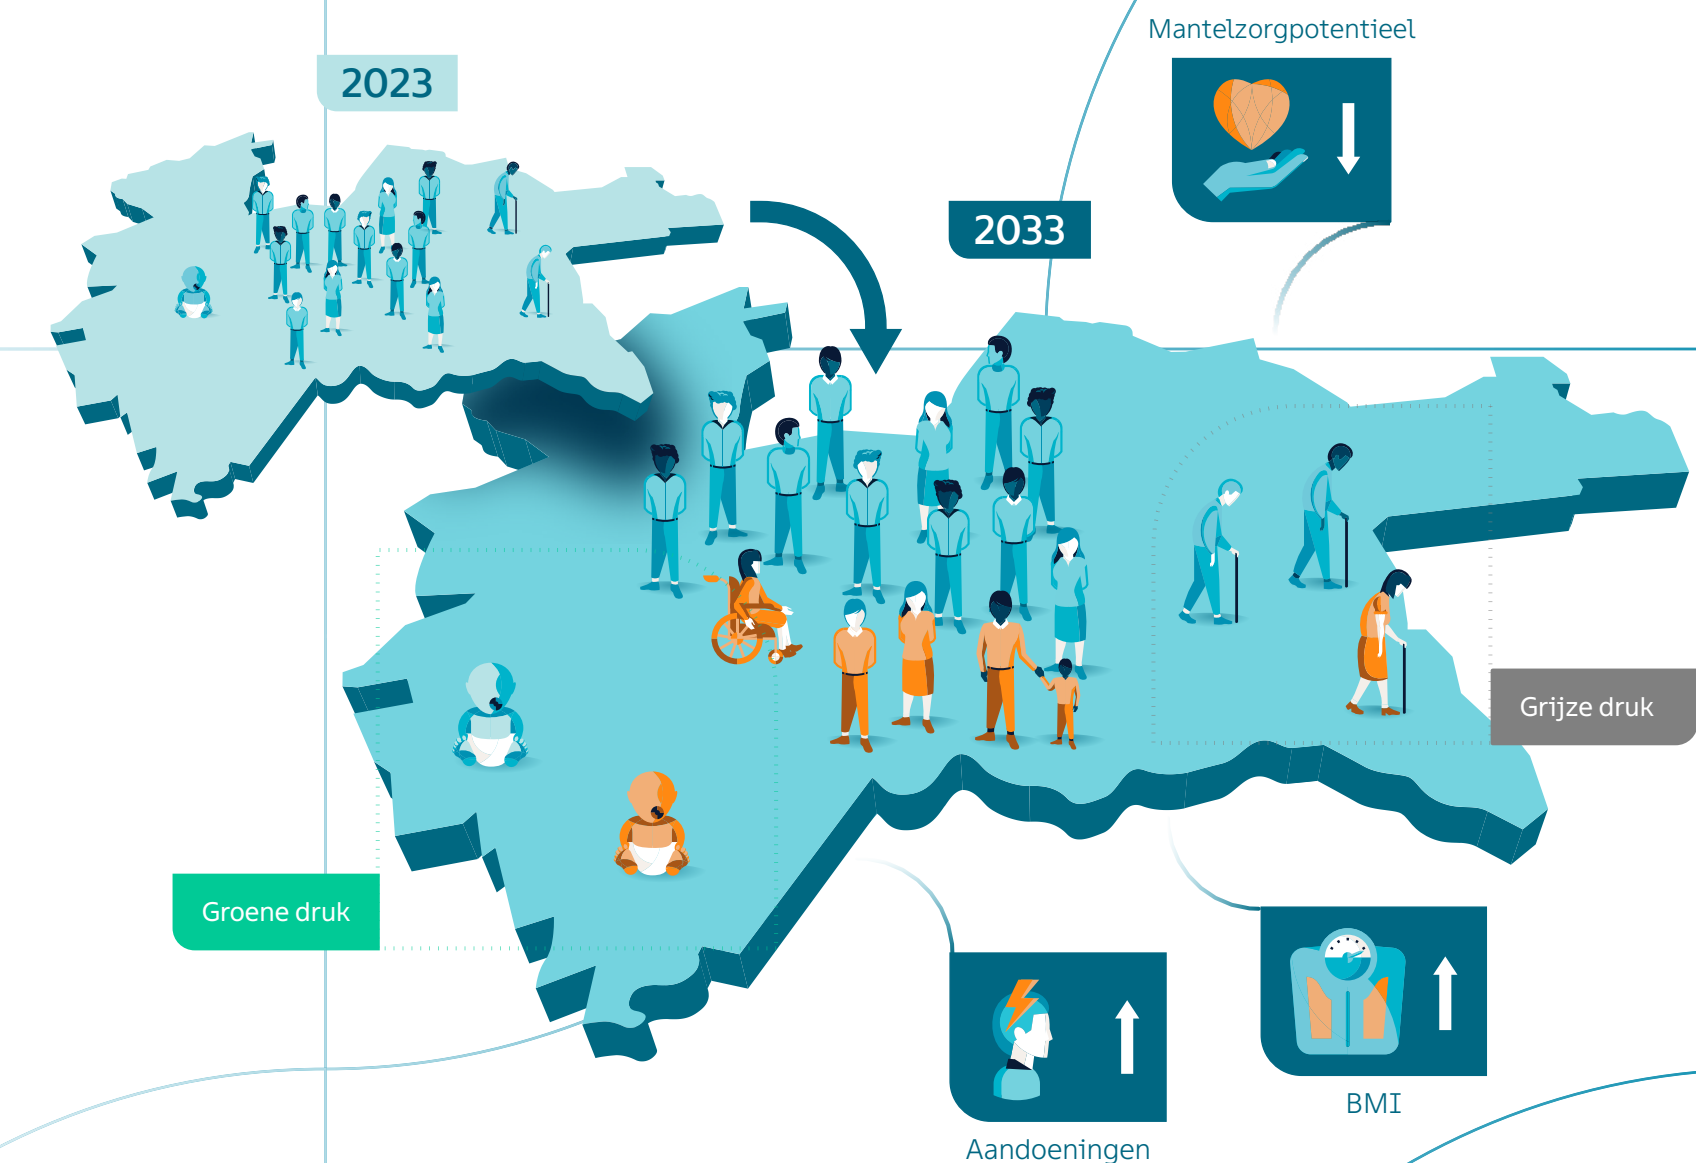 Mantelzorgpotentieel
2023
2033
Grijze druk
Groene druk
BMI
Aandoeningen